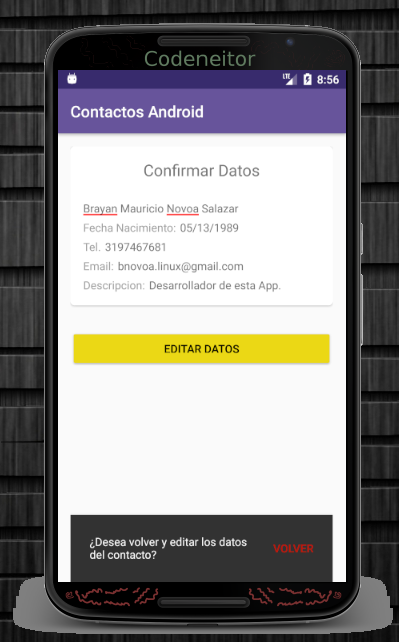 Codeneitor
LTE 8:56
Contactos Android
Confirmar Datos
Brayan Mauricio Novoa Salazar
Fecha Nacimiento: 05/13/1989
Tel. 3197467681
Email: bnovoa.linux@gmail.com
Descripcion: Desarrollador de esta App.
EDITAR DATOS
¿Desea volver y editar los datos
del contacto?
VOLVER